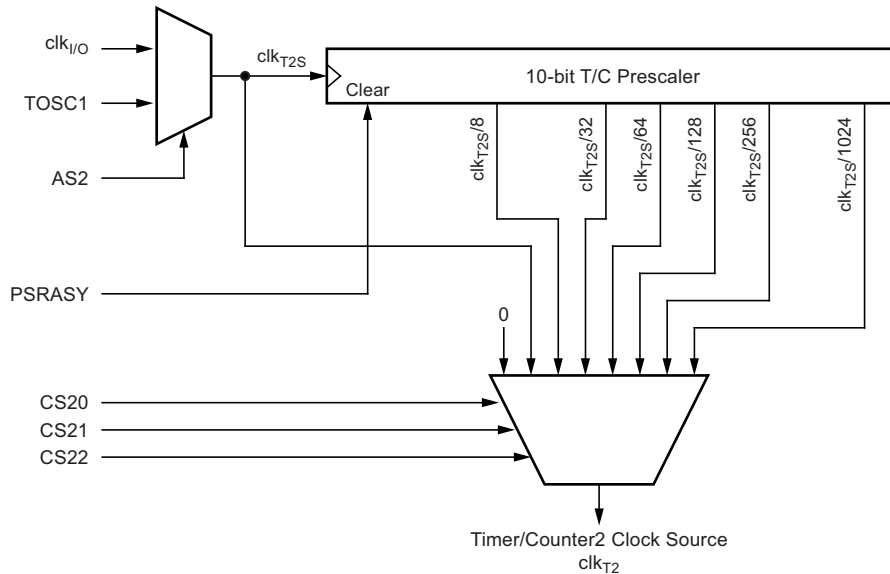 clkI/O
TOSC1
AS2
PSRASY
clkT2S
10-bit T/C Prescaler
Clear
clkT2S/8
clkT2S/32
clkT2S/64
clkT2S/128
clkT2S/256
clkT2S/1024
0
CS20
CS21
CS22
Timer/Counter2 Clock Source
clkT2